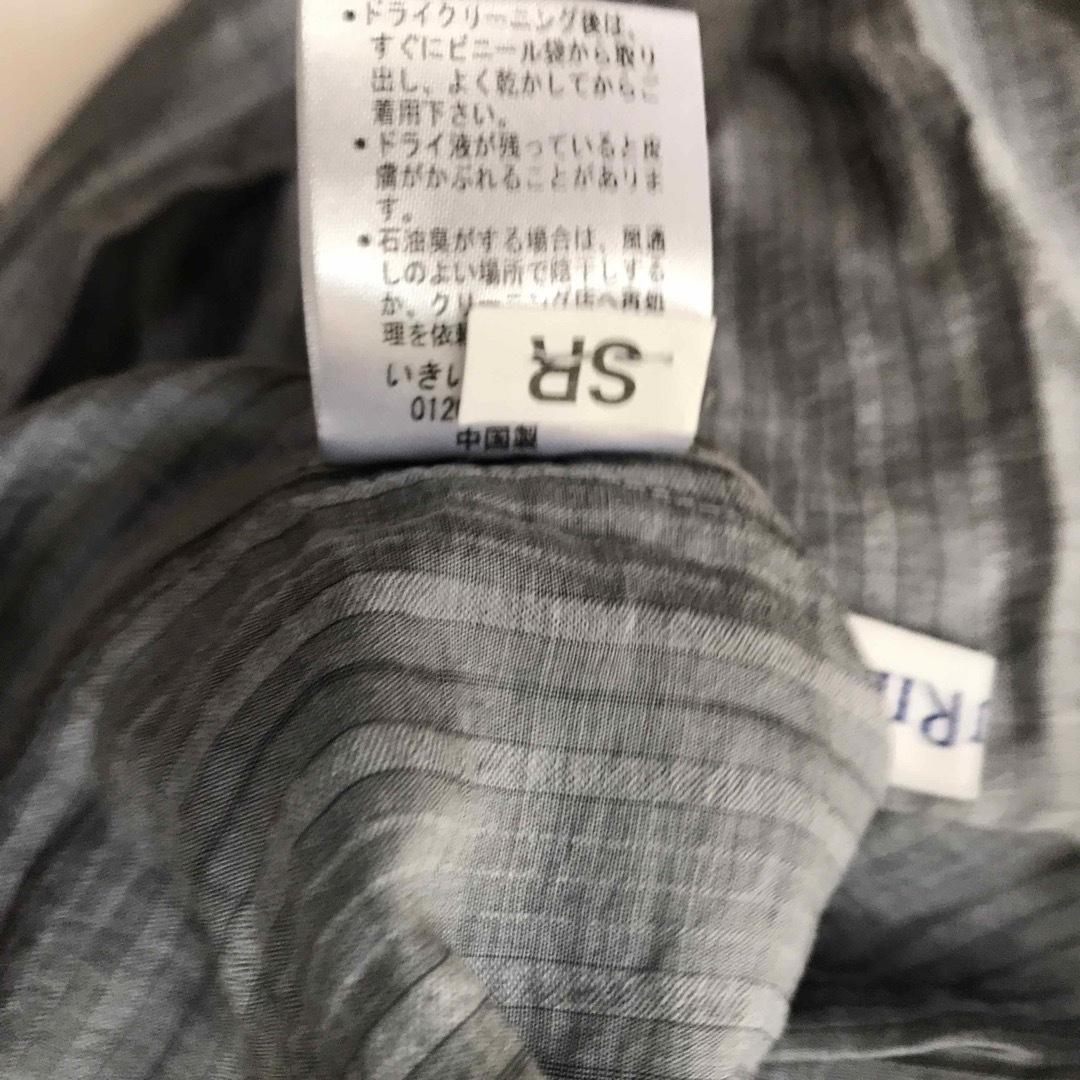 •ドライクリーニング後は、
すぐにビニール袋から取り
出し、よく乾かしてからご
着用下さい。
•ドライ液が残っていると皮
膚がかぶれることがありま
す。
•石油臭がする場合は、風通
しのよい場所で陰干しする
か、クリーニング店へ再処
理を依頼
いきい
0120
SR
中国製